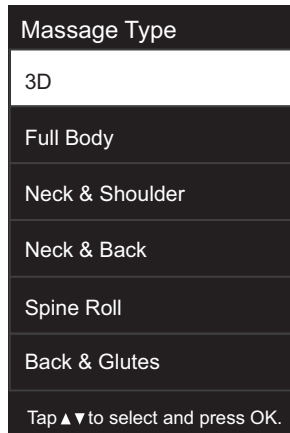 Massage Type
3D
Full Body
Neck & Shoulder
Neck & Back
Spine Roll
Back & Glutes
Tap▲▼to select and press OK.